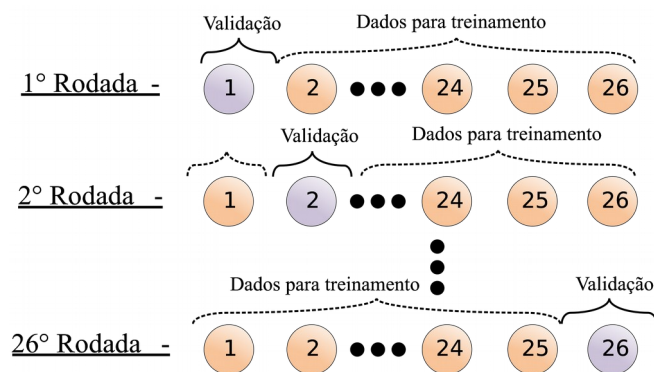 Validação Dados para treinamento
1° Rodada - 1 2 24 25 26
Validação Dados para treinamento
2° Rodada - 1 2 24 25 26
Dados para treinamento Validação
26° Rodada - 1 2 24 25 26